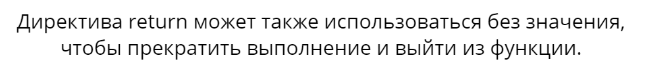 Директива return может также использоваться без значения,
чтобы прекратить выполнение и выйти из функции.